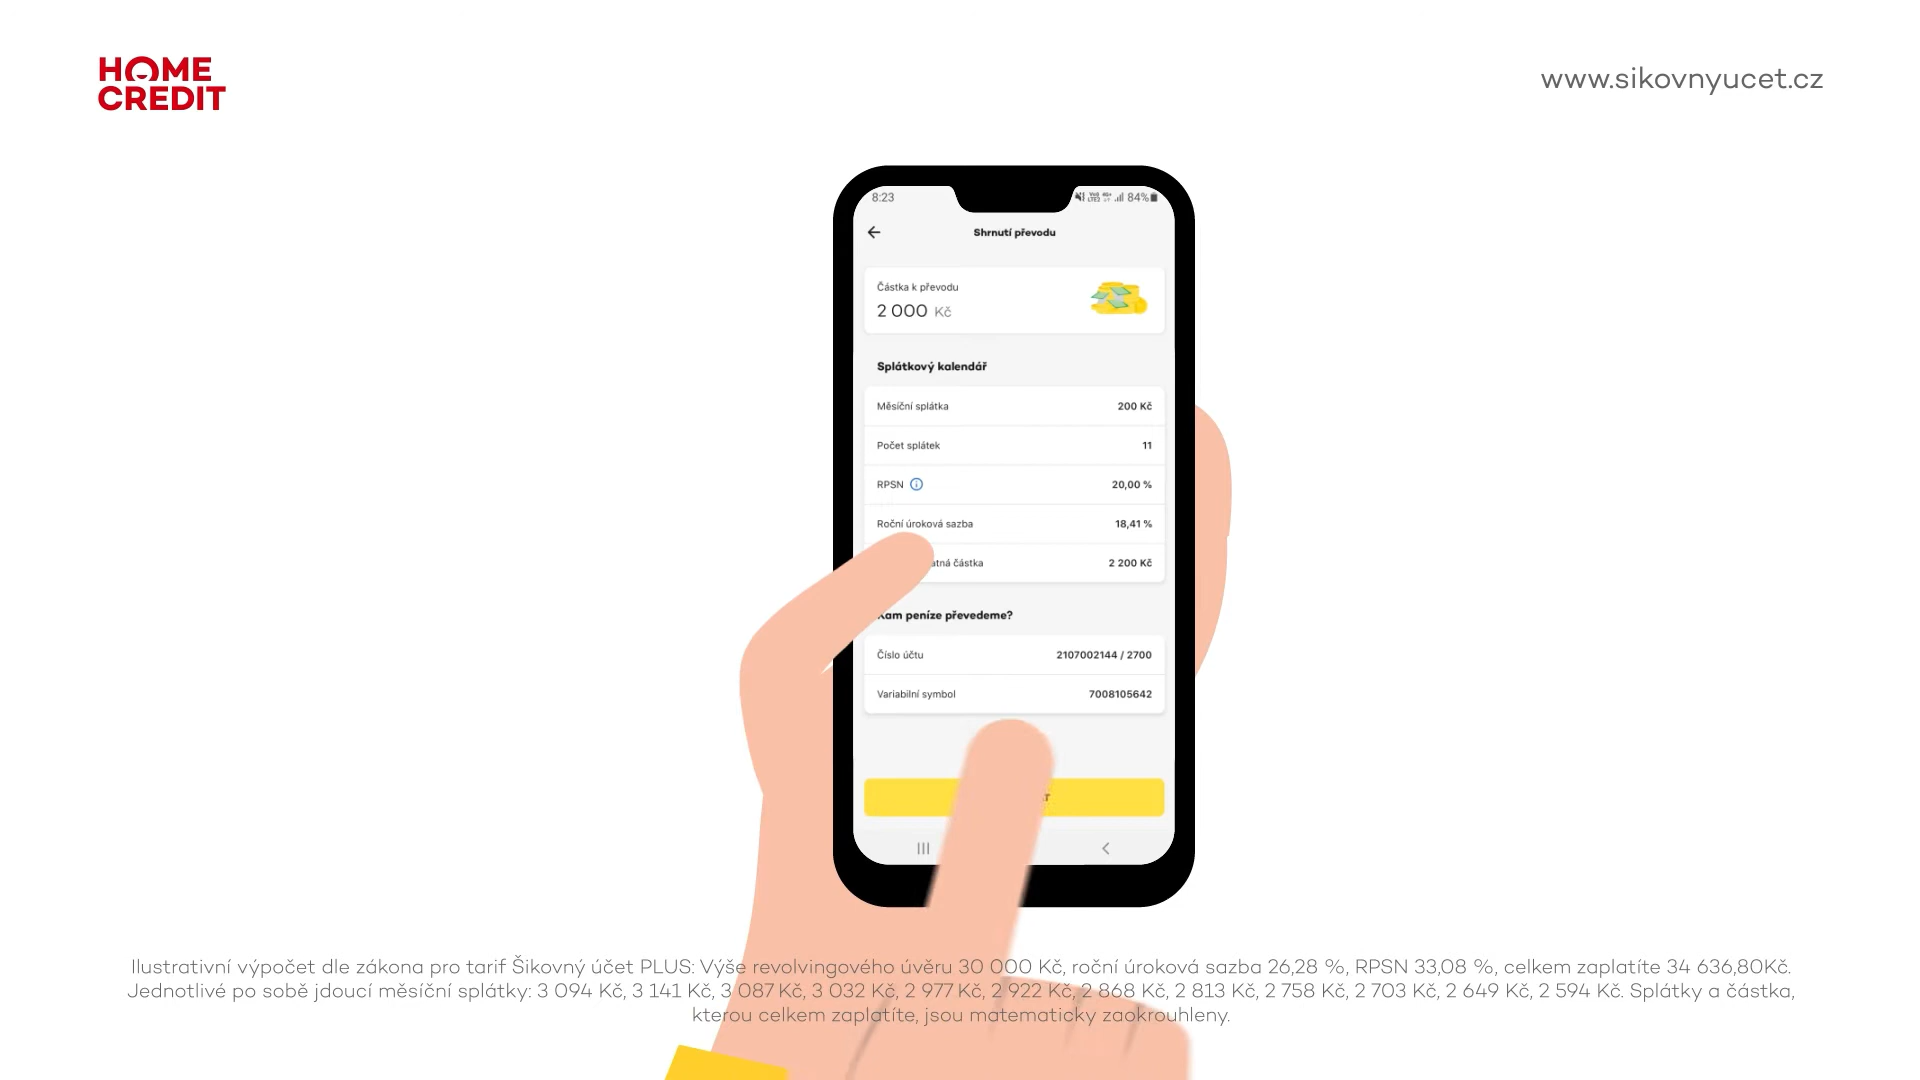 HOME
CREDIT
www.sikovnyucet.cz
8:23
84%
Shrnutí převodu
Částka k převodu
2 000 Kč
Splátkový kalendář
Měsíční splátka 200 Kč
Počet splátek 11
RPSN 20,00 %
Roční úroková sazba 18,41 %
částka 2 200 Kč
Kam peníze převedeme?
Číslo účtu 2107002144 / 2700
Variabilní symbol 7008105642
Ilustrativní výpočet dle zákona pro tarif Šikovný účet PLUS: Výše revolvingového úvěru 30 000 Kč, roční úroková sazba 26,28 %, RPSN 33,08 %, celkem zaplatíte 34 636,80Kč.
Jednotlivé po sobě jdoucí měsíční splátky: 3 094 Kč, 3 141 Kč, 3 087 Kč, 3 032 Kč, 2 977 Kč, 2 922 Kč, 2 868 Kč, 2 813 Kč, 2 758 Kč, 2 703 Kč, 2 649 Kč, 2 594 Kč. Splátky a částka,
kterou celkem zaplatíte, jsou matematicky zaokrouhleny.